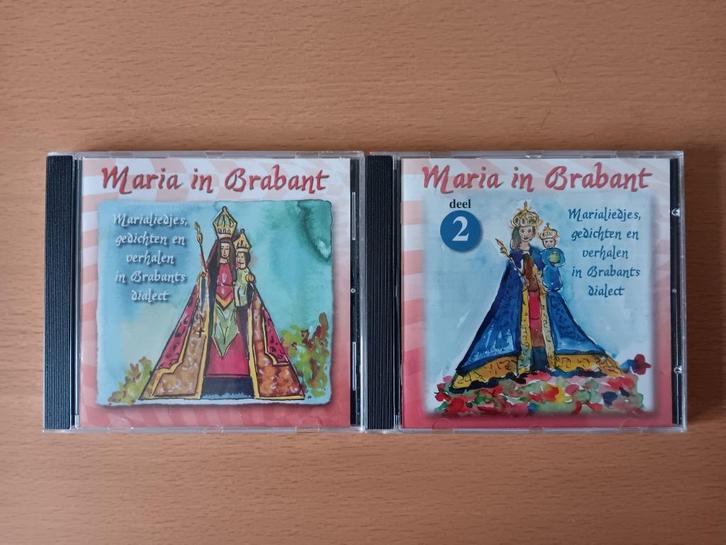 Maria in Brabant
Marialiedjes,
gedichten en
verhalen
in Brabants
dialect
Maria in Brabant
deel
2
Marialiedjes,
gedichten en
verhalen
in Brabants
dialect